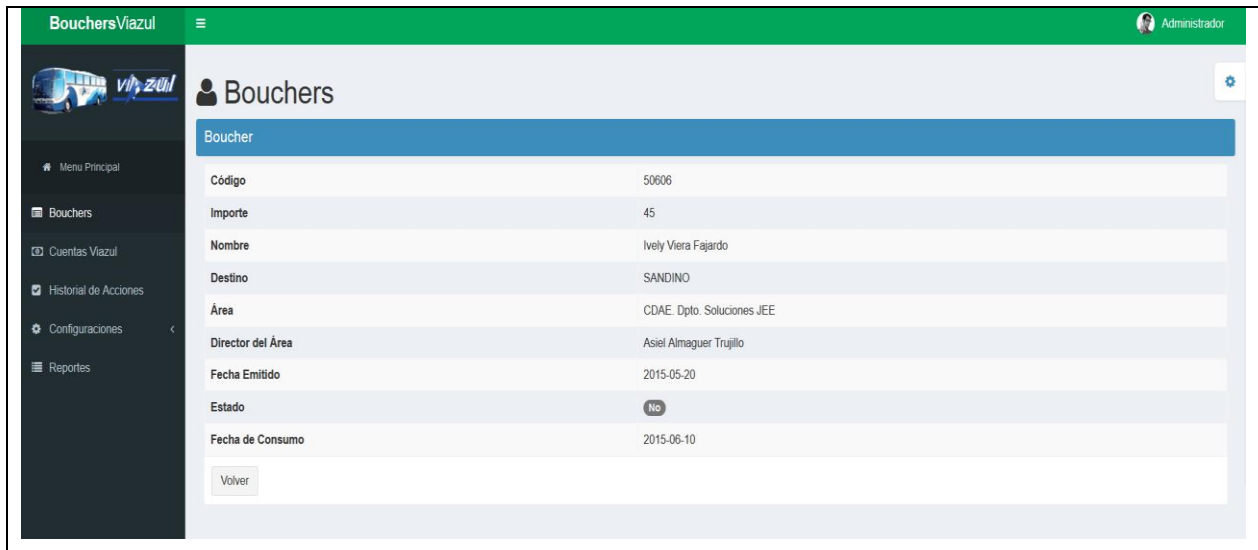 BouchersViazul
Administrador
viazul
Bouchers
Boucher
Menu Principal
Bouchers
Cuentas Viazul
Historial de Acciones
Configuraciones
Reportes
Código 50606
Importe 45
Nombre Ively Viera Fajardo
Destino SANDINO
Área CDAE. Dpto. Soluciones JEE
Director del Área Asiel Almaguer Trujillo
Fecha Emitido 2015-05-20
Estado No
Fecha de Consumo 2015-06-10
Volver